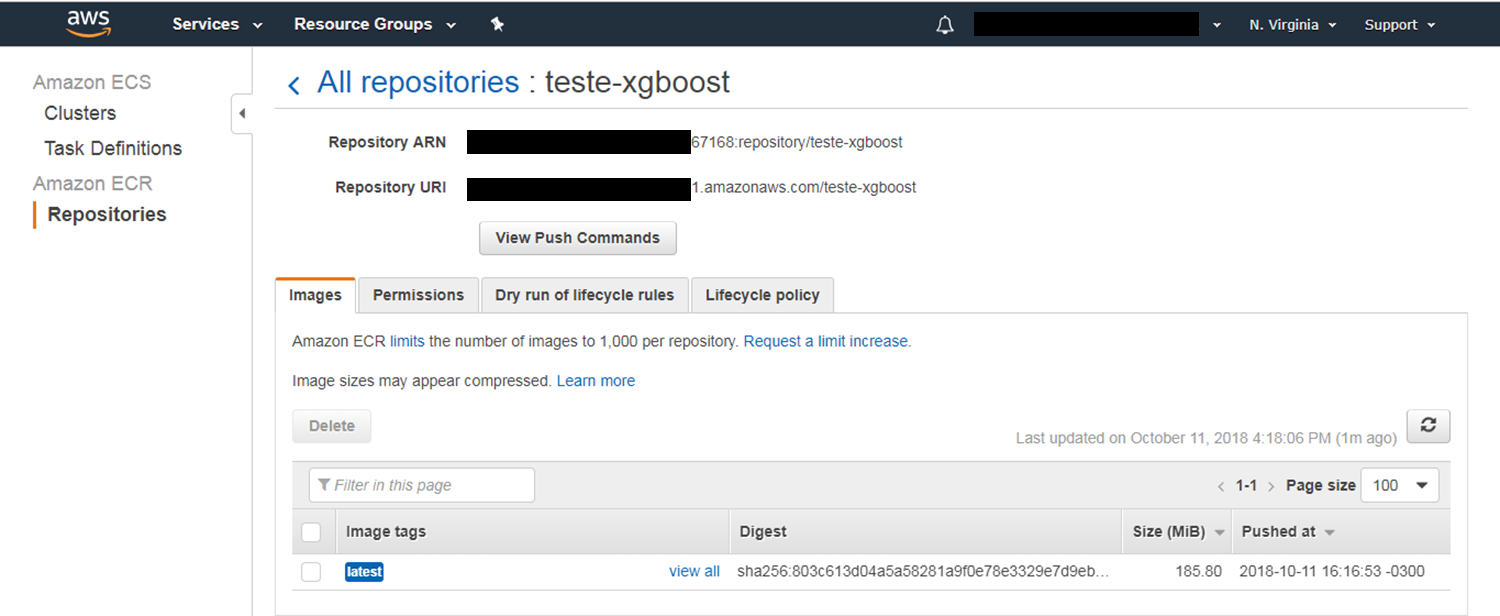 aws Services Resource Groups N. Virginia Support
Amazon ECS
Clusters
Task Definitions
Amazon ECR
Repositories
All repositories : teste-xgboost
Repository ARN 67168:repository/teste-xgboost
Repository URI 1.amazonaws.com/teste-xgboost
View Push Commands
Images Permissions Dry run of lifecycle rules Lifecycle policy
Amazon ECR limits the number of images to 1,000 per repository. Request a limit increase.
Image sizes may appear compressed. Learn more
Delete
Last updated on October 11, 2018 4:18:06 PM (1m ago)
Filter in this page < 1-1 > Page size 100
Image tags Digest Size (MiB) Pushed at
latest view all sha256:803c613d04a5a58281a9f0e78e3329e7d9eb... 185.80 2018-10-11 16:16:53 -0300